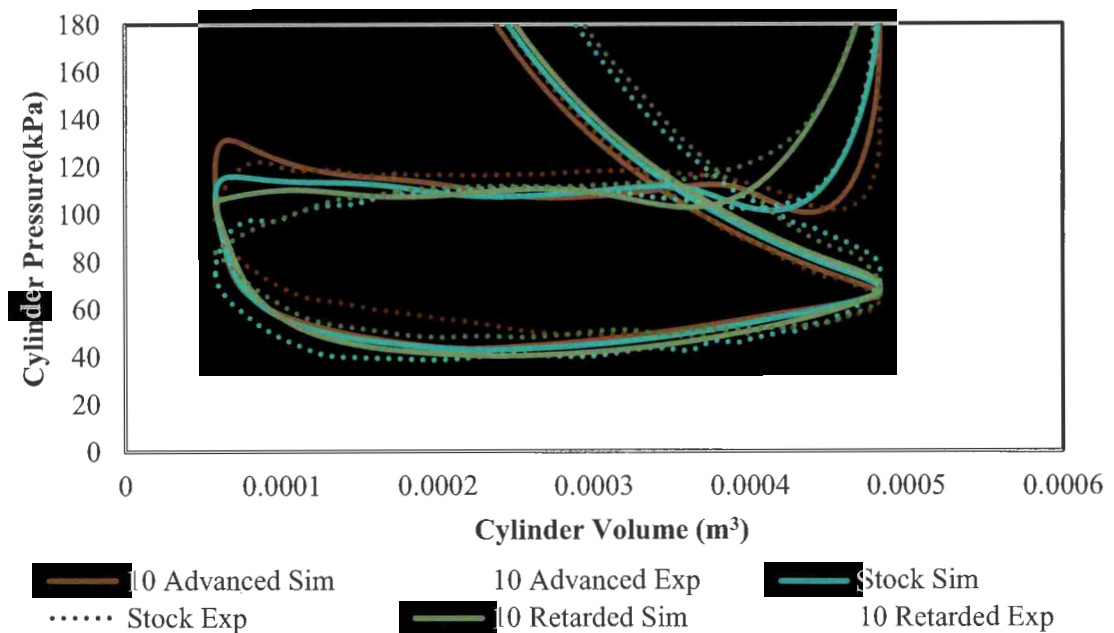 180
160
140
120
100
80
60
40
20
0
Cylinder Pressure(kPa)
0 0.0001 0.0002 0.0003 0.0004 0.0005 0.0006
Cylinder Volume (m³)
10 Advanced Sim 10 Advanced Exp Stock Sim
Stock Exp 10 Retarded Sim 10 Retarded Exp